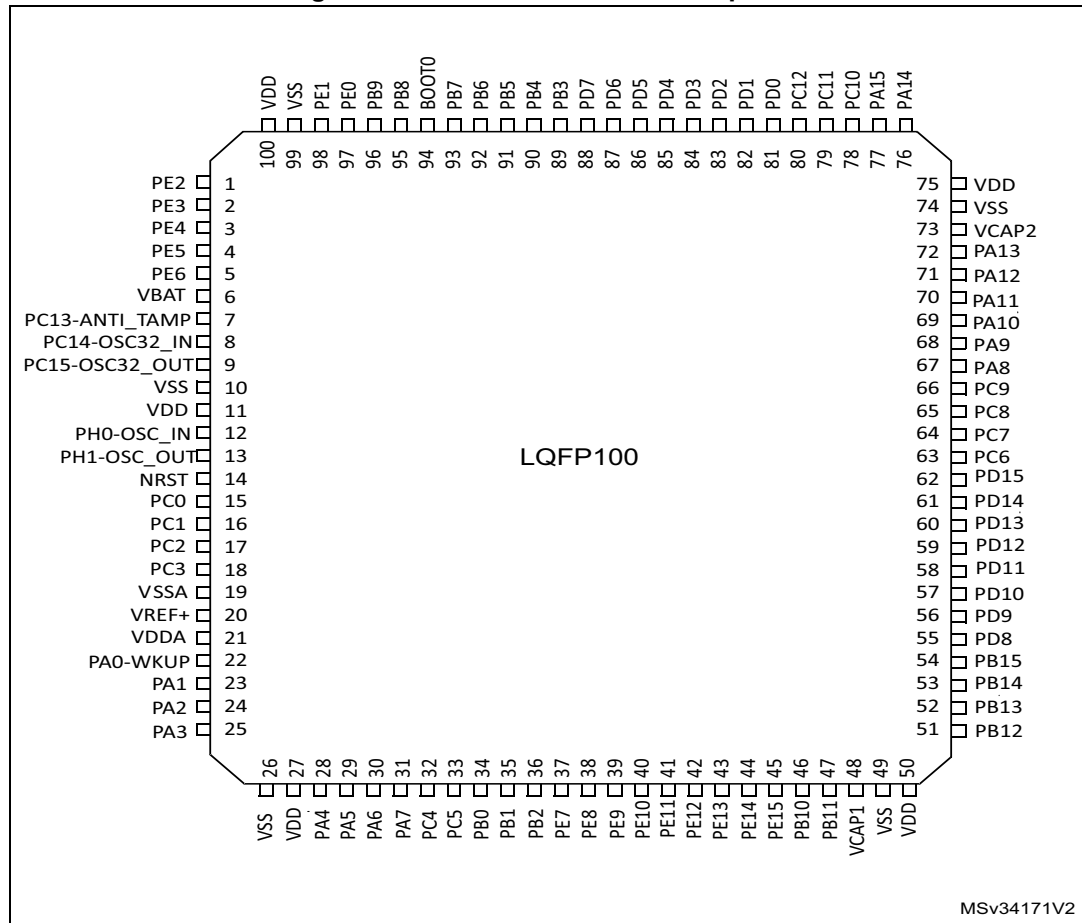 VDD
VSS
PE1
PE0
PB9
PB8
BOOT0
PB7
PB6
PB5
PB4
PB3
PD7
PD6
PD5
PD4
PD3
PD2
PD1
PD0
PC12
PC11
PC10
PA15
PA14
100
99
98
97
96
95
94
93
92
91
90
89
88
87
86
85
84
83
82
81
80
79
78
77
76
PE2 1
PE3 2
PE4 3
PE5 4
PE6 5
VBAT 6
PC13-ANTI_TAMP 7
PC14-OSC32_IN 8
PC15-OSC32_OUT 9
VSS 10
VDD 11
PH0-OSC_IN 12
PH1-OSC_OUT 13
NRST 14
PC0 15
PC1 16
PC2 17
PC3 18
VSSA 19
VREF+ 20
VDDA 21
PA0-WKUP 22
PA1 23
PA2 24
PA3 25
LQFP100
75 VDD
74 VSS
73 VCAP2
72 PA13
71 PA12
70 PA11
69 PA10
68 PA9
67 PA8
66 PC9
65 PC8
64 PC7
63 PC6
62 PD15
61 PD14
60 PD13
59 PD12
58 PD11
57 PD10
56 PD9
55 PD8
54 PB15
53 PB14
52 PB13
51 PB12
26
27
28
29
30
31
32
33
34
35
36
37
38
39
40
41
42
43
44
45
46
47
48
49
50
VSS
VDD
PA4
PA5
PA6
PA7
PC4
PC5
PB0
PB1
PB2
PE7
PE8
PE9
PE10
PE11
PE12
PE13
PE14
PE15
PB10
PB11
VCAP1
VSS
VDD
MSv34171V2